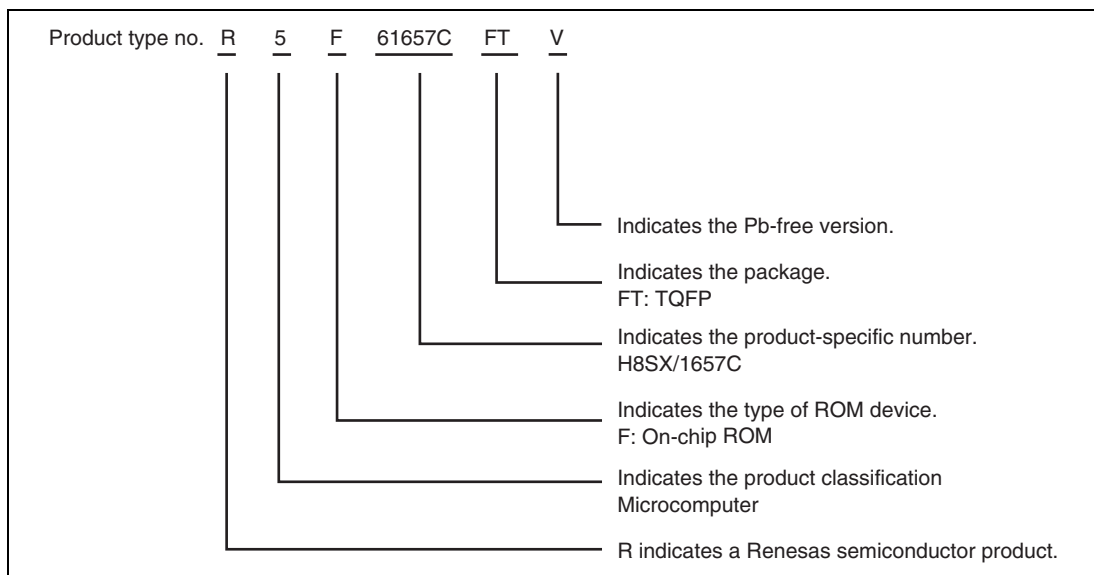 Product type no. R 5 F 61657C FT V
Indicates the Pb-free version.
Indicates the package.
FT: TQFP
Indicates the product-specific number.
H8SX/1657C
Indicates the type of ROM device.
F: On-chip ROM
Indicates the product classification
Microcomputer
R indicates a Renesas semiconductor product.